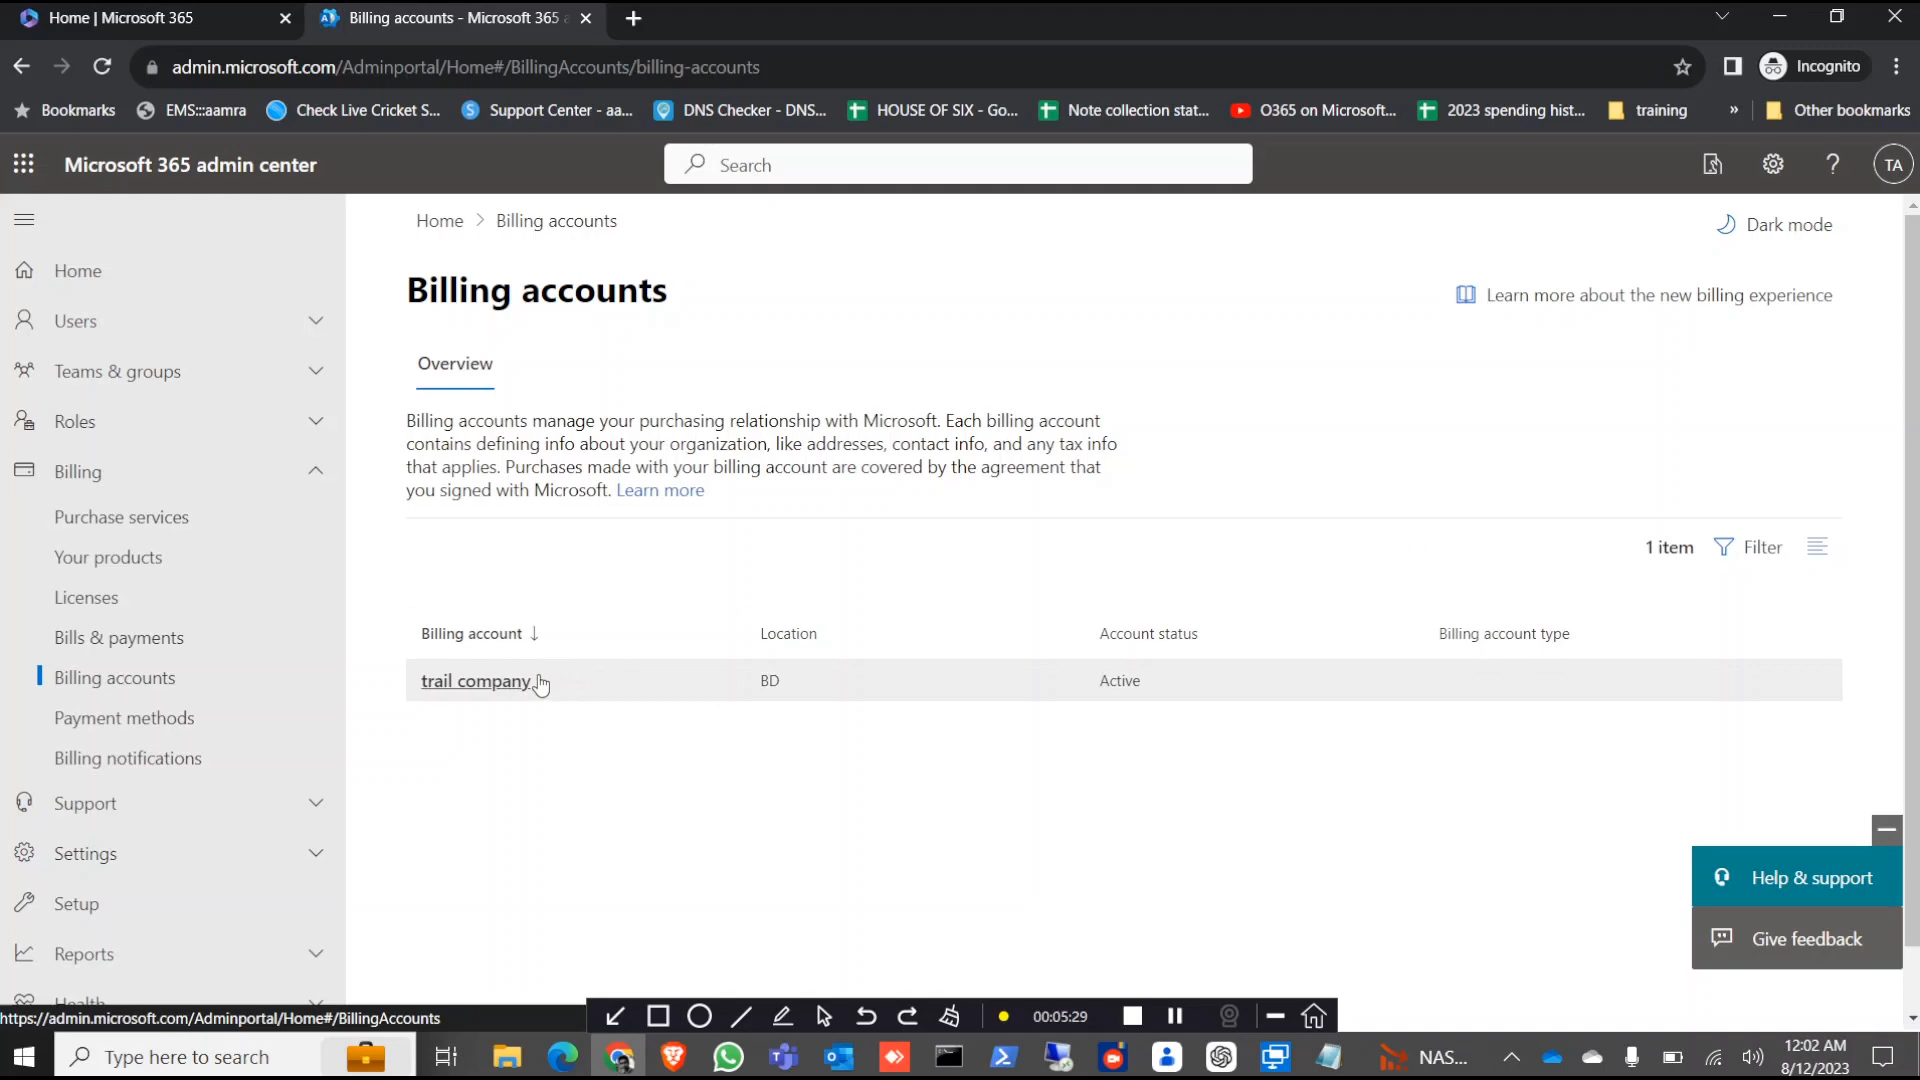 Home | Microsoft 365
Billing accounts - Microsoft 365 a
admin.microsoft.com/Adminportal/Home#/BillingAccounts/billing-accounts
Incognito
Bookmarks
EMS:::aamra
Check Live Cricket S...
Support Center - aa...
DNS Checker - DNS...
HOUSE OF SIX - Go...
Note collection stat...
O365 on Microsoft...
2023 spending hist...
training
»
Other bookmarks
Microsoft 365 admin center
Search
TA
Home > Billing accounts
Dark mode
Billing accounts
Learn more about the new billing experience
Home
Users
Teams & groups
Roles
Billing
Purchase services
Your products
Licenses
Bills & payments
Billing accounts
Payment methods
Billing notifications
Support
Settings
Setup
Reports
Health
Overview
Billing accounts manage your purchasing relationship with Microsoft. Each billing account
contains defining info about your organization, like addresses, contact info, and any tax info
that applies. Purchases made with your billing account are covered by the agreement that
you signed with Microsoft. Learn more
1 item
Filter
Billing account ↓ Location Account status Billing account type
trail company BD Active
Help & support
Give feedback
https://admin.microsoft.com/Adminportal/Home#/BillingAccounts
00:05:29
Type here to search
NAS...
12:02 AM
8/12/2023